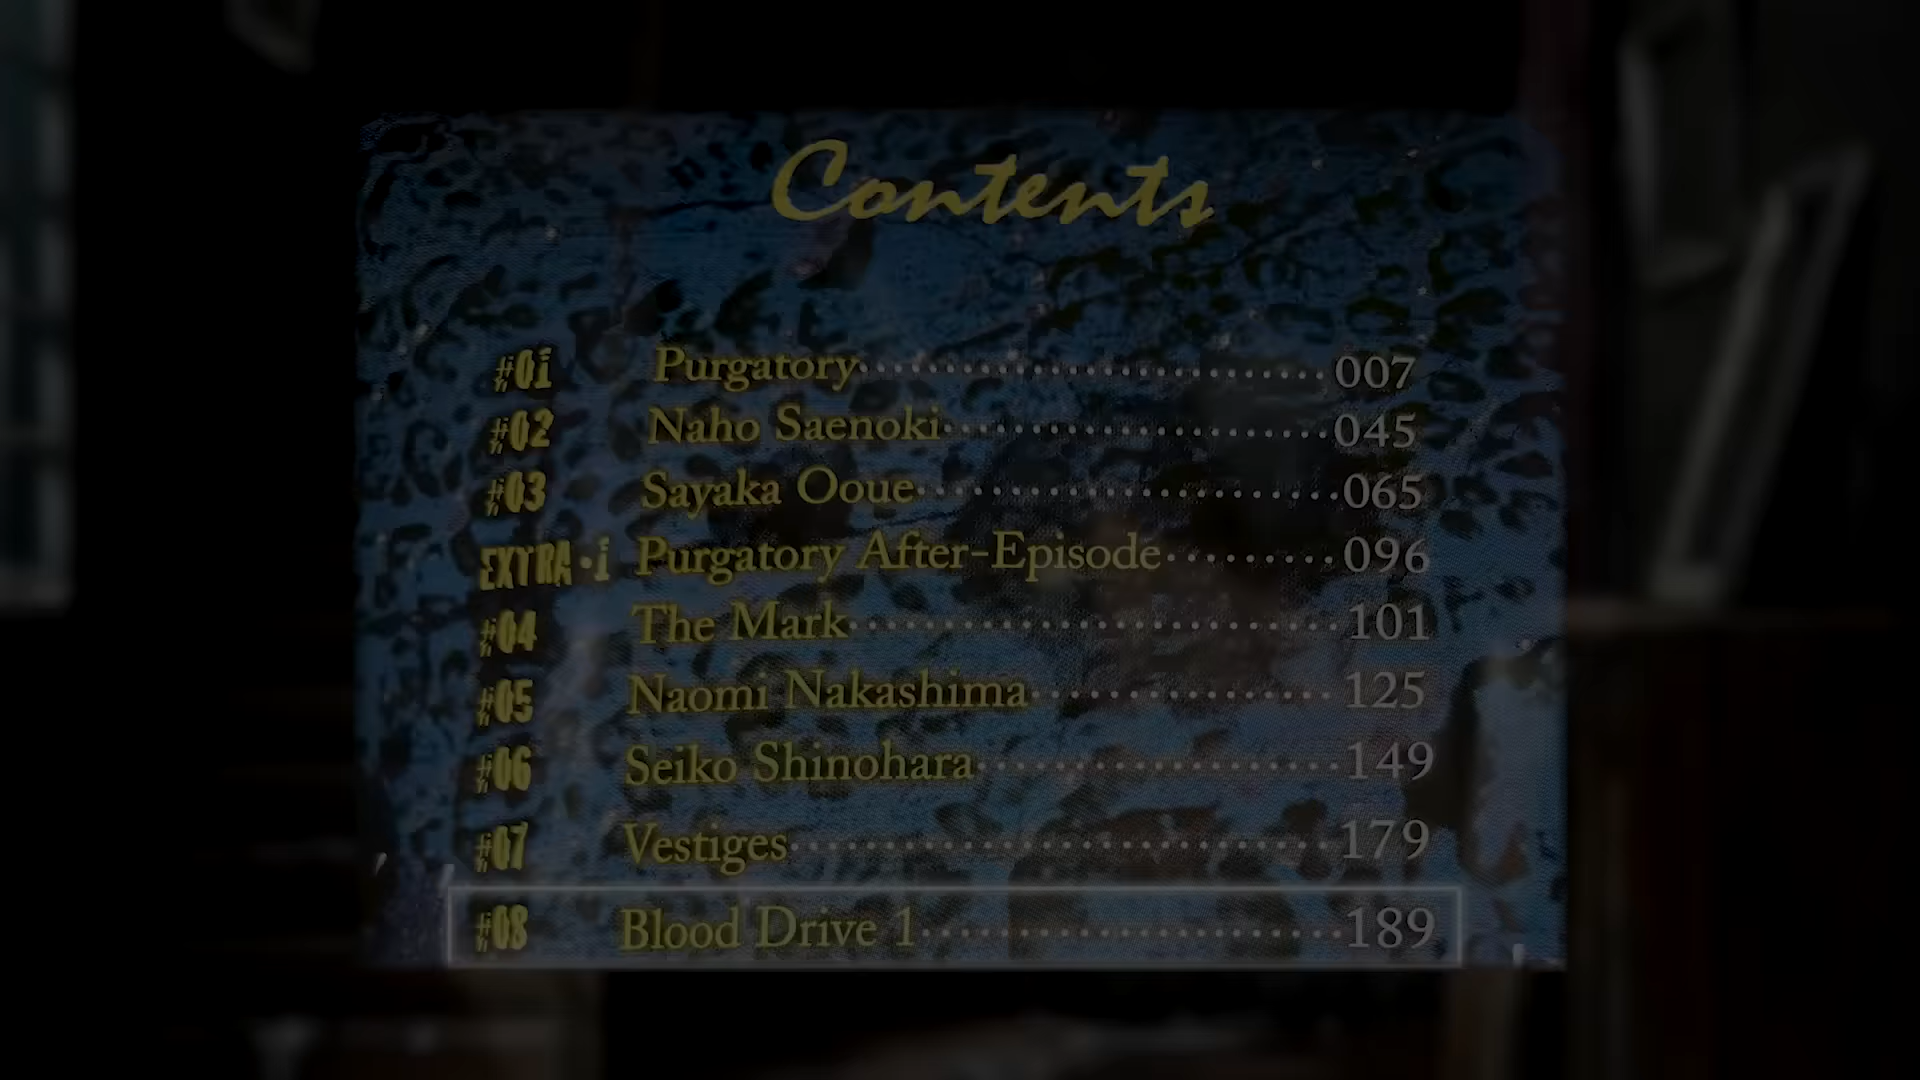 Contents
#01 Purgatory 007
#02 Naho Saenoki 045
#03 Sayaka Ooue 065
EXTRA·1 Purgatory After-Episode 096
#04 The Mark 101
#05 Naomi Nakashima 125
#06 Seiko Shinohara 149
#07 Vestiges 179
#08 Blood Drive 1 189